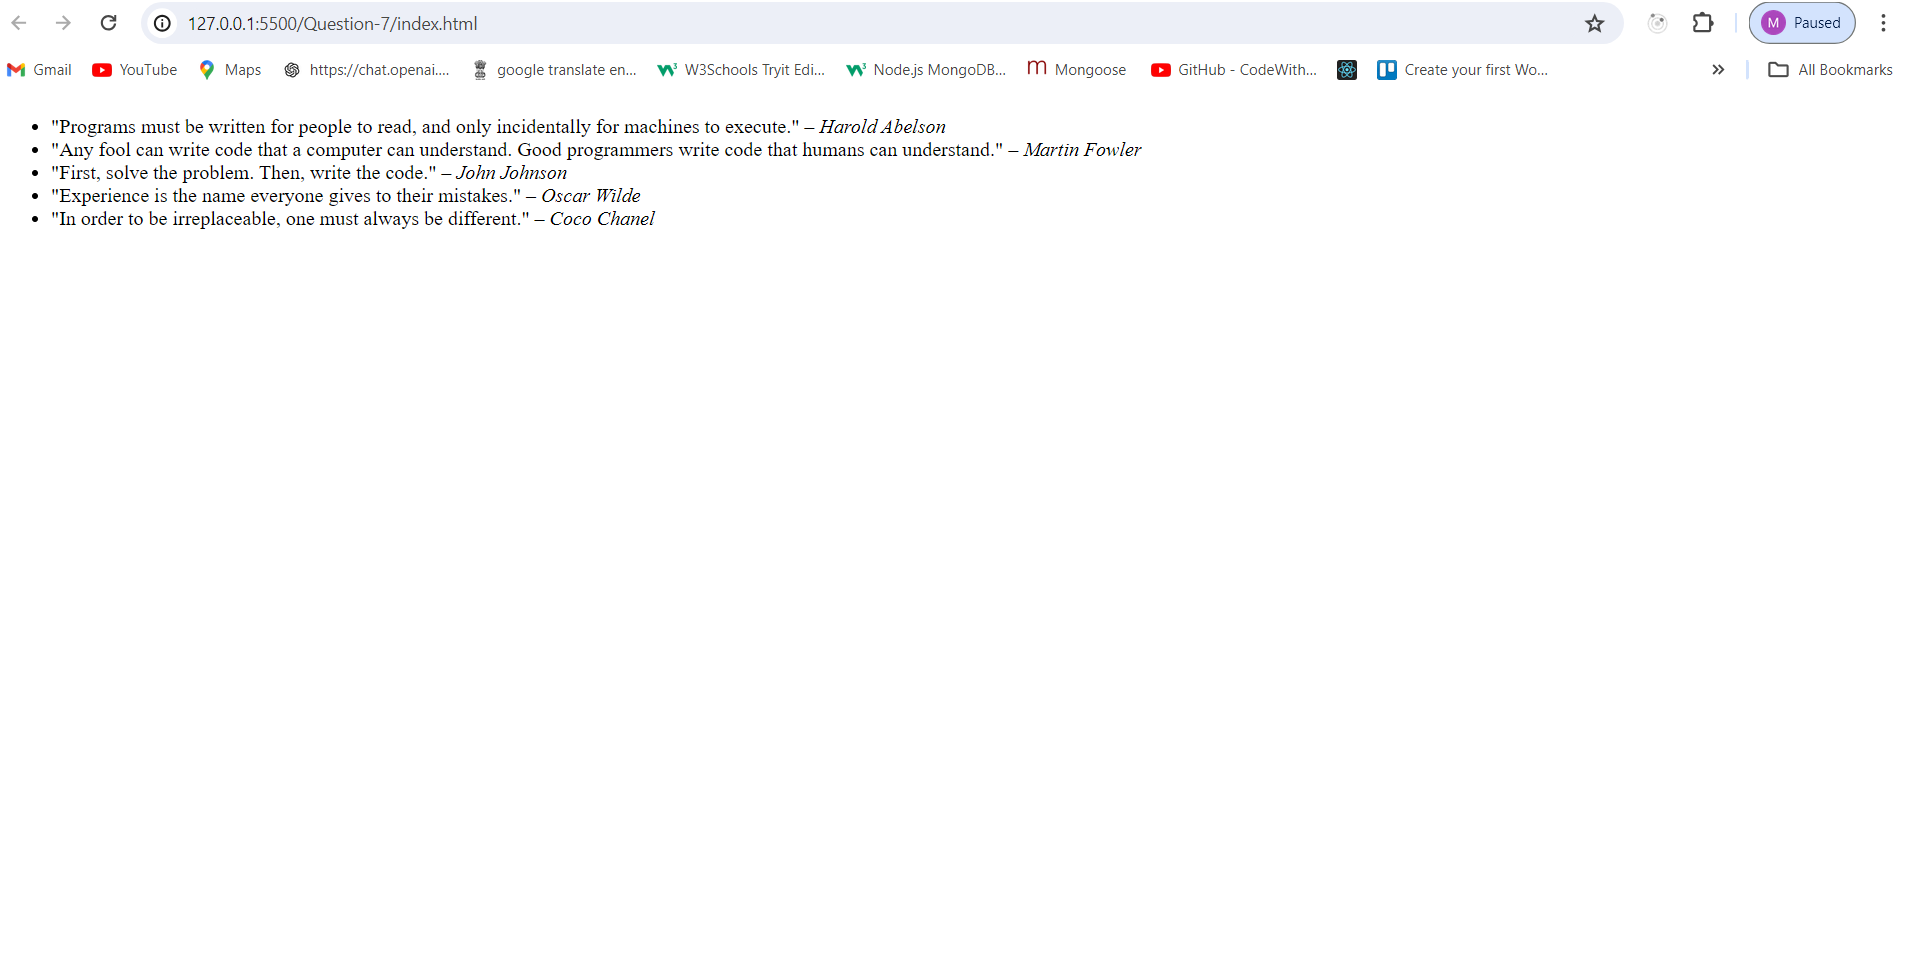 127.0.0.1:5500/Question-7/index.html M Paused
Gmail YouTube Maps https://chat.openai.... google translate en... W3Schools Tryit Edi... Node.js MongoDB... m Mongoose GitHub - CodeWith... Create your first Wo... » All Bookmarks
• "Programs must be written for people to read, and only incidentally for machines to execute." – Harold Abelson
• "Any fool can write code that a computer can understand. Good programmers write code that humans can understand." – Martin Fowler
• "First, solve the problem. Then, write the code." – John Johnson
• "Experience is the name everyone gives to their mistakes." – Oscar Wilde
• "In order to be irreplaceable, one must always be different." – Coco Chanel